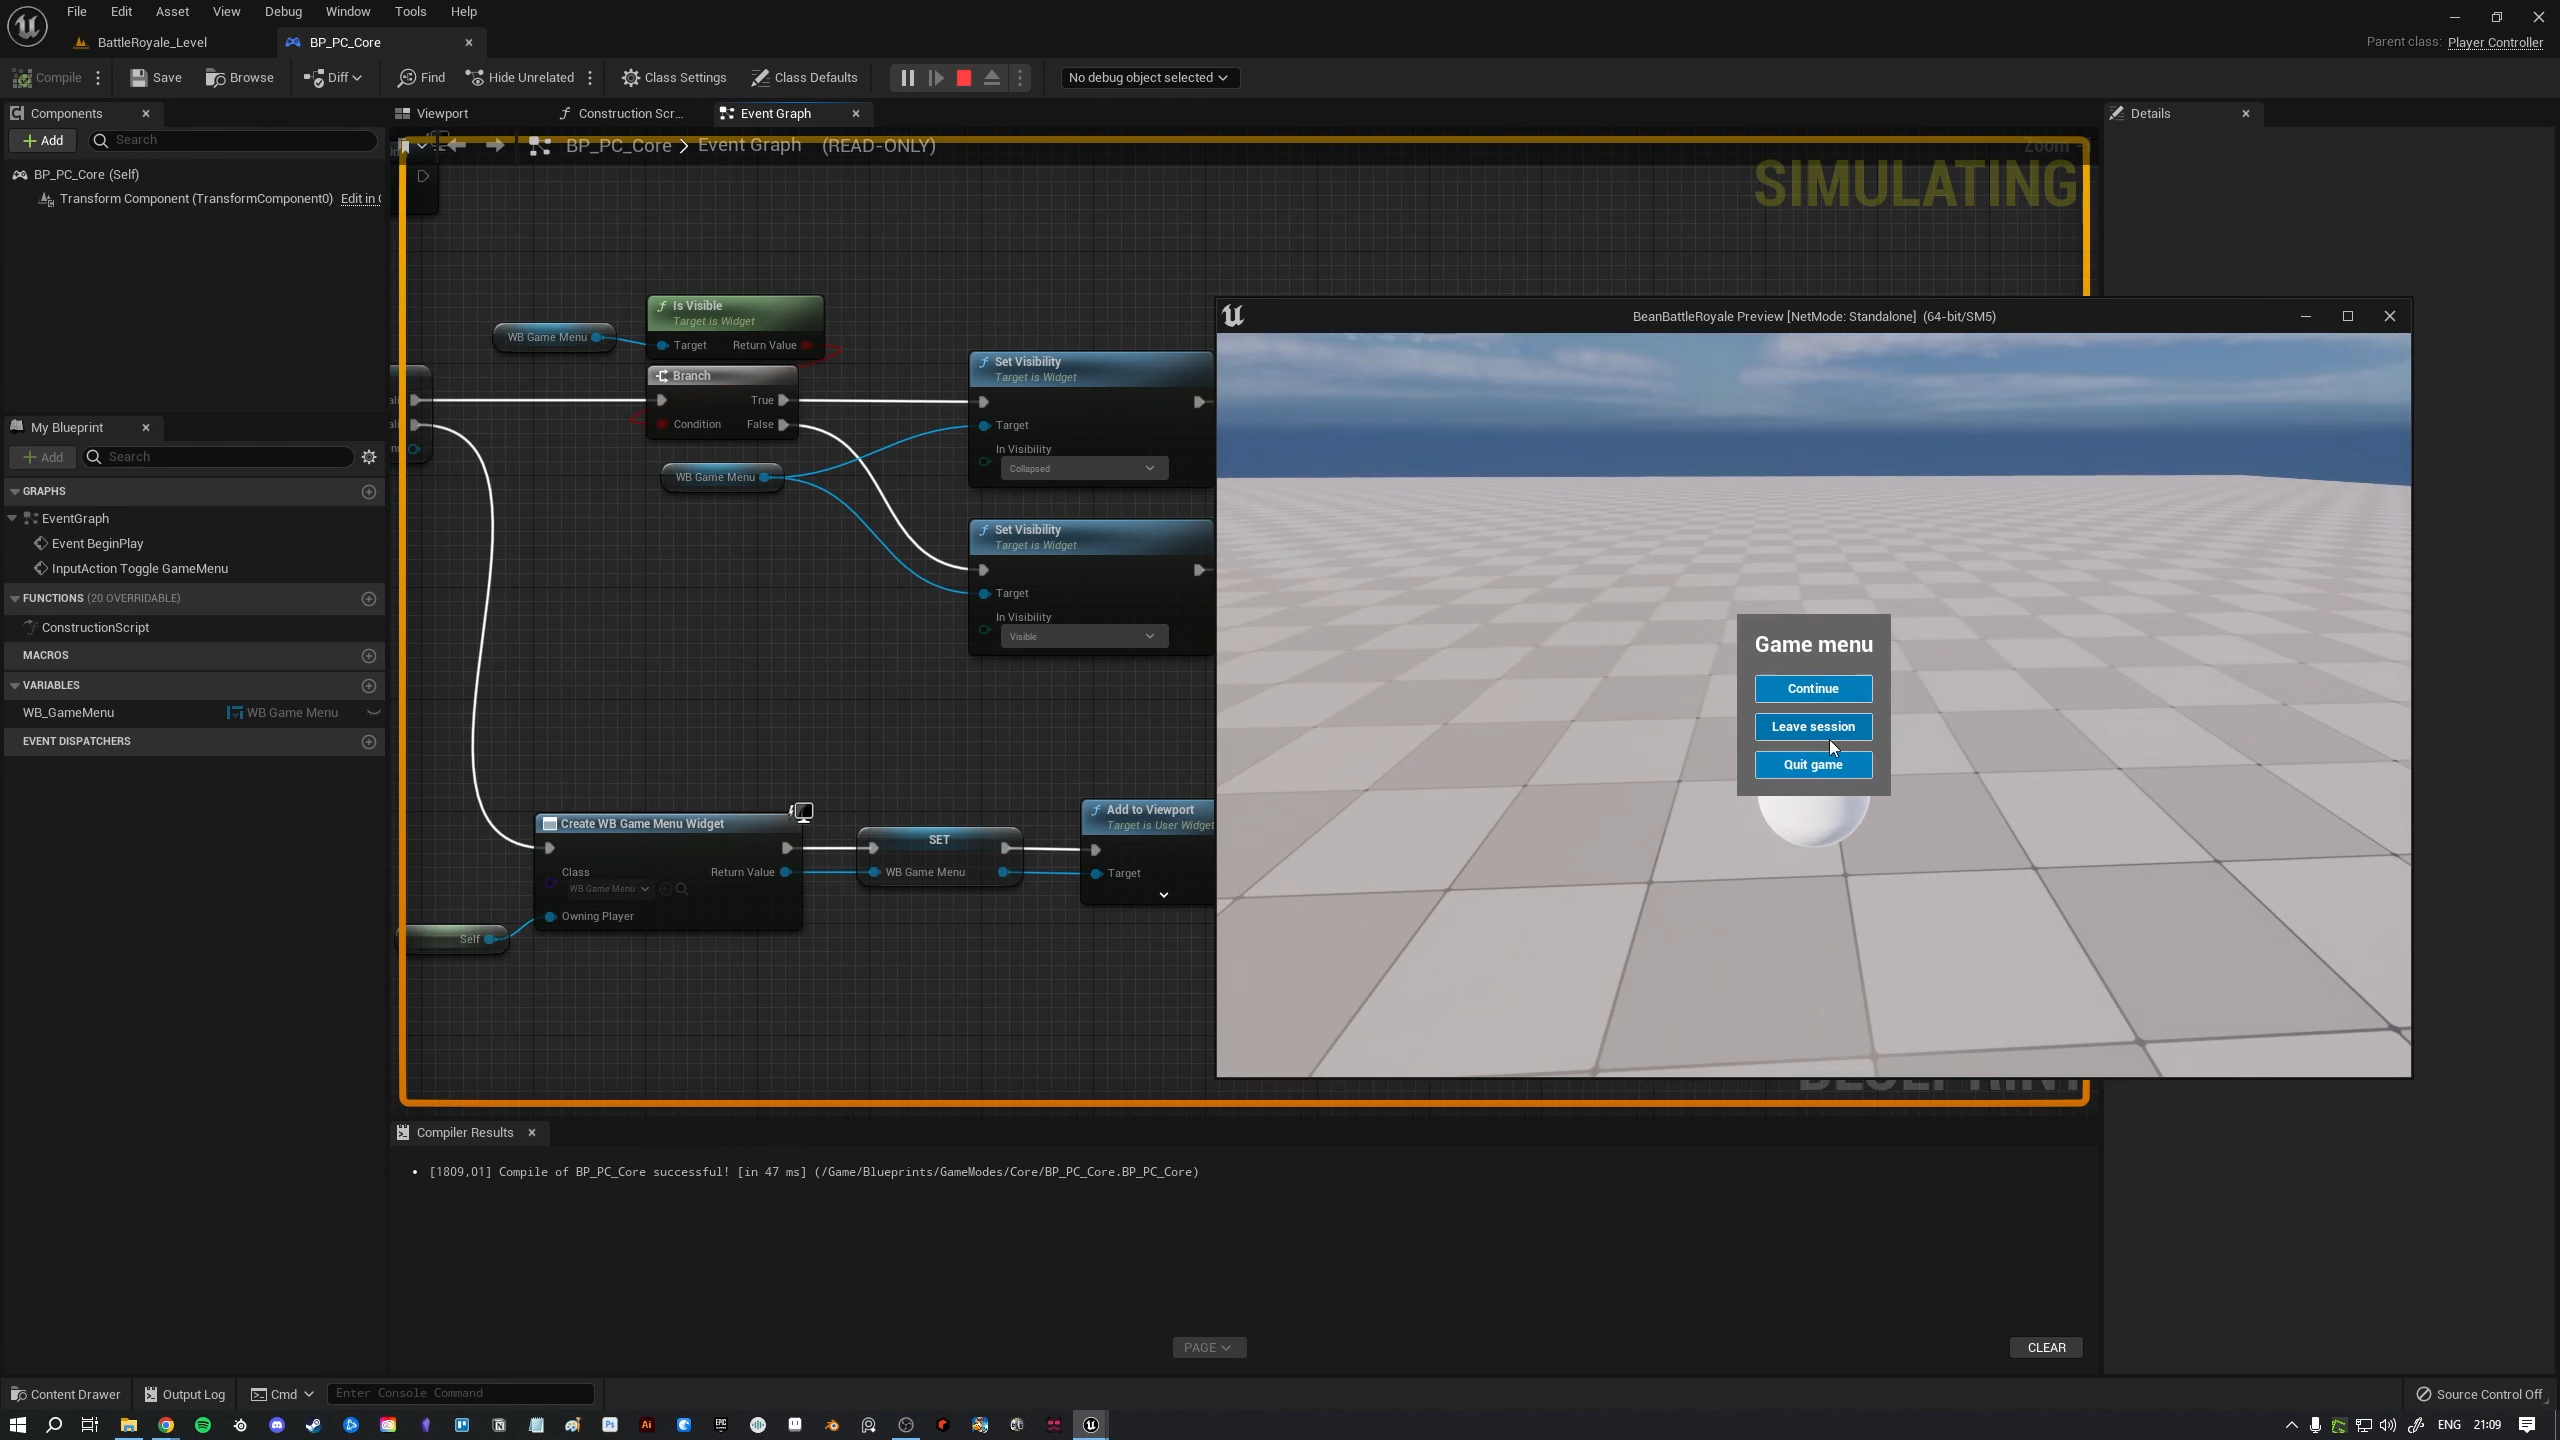 File Edit Asset View Debug Window Tools Help
BattleRoyale_Level
BP_PC_Core
Parent class: Player Controller
Compile
Save
Browse
Diff
Find
Hide Unrelated
Class Settings
Class Defaults
No debug object selected
Components
Viewport
Construction Scr...
Event Graph
Details
Add
Search
BP_PC_Core > Event Graph (READ-ONLY)
Zoom -
SIMULATING
BP_PC_Core (Self)
Transform Component (TransformComponent0) Edit in C
Is Visible
Target is Widget
Target
Return Value
WB Game Menu
Branch
True
Condition
False
WB Game Menu
Set Visibility
Target is Widget
Target
In Visibility
Collapsed
Set Visibility
Target is Widget
Target
In Visibility
Visible
BeanBattleRoyale Preview [NetMode: Standalone] (64-bit/SM5)
Game menu
Continue
Leave session
Quit game
My Blueprint
Add
Search
GRAPHS
EventGraph
Event BeginPlay
InputAction Toggle GameMenu
FUNCTIONS (20 OVERRIDABLE)
ConstructionScript
MACROS
VARIABLES
WB_GameMenu
WB Game Menu
EVENT DISPATCHERS
Create WB Game Menu Widget
Class
WB Game Menu
Return Value
Owning Player
Self
SET
WB Game Menu
Add to Viewport
Target is User Widget
Target
BLUEPRINT
Compiler Results
[1809,01] Compile of BP_PC_Core successful! [in 47 ms] (/Game/Blueprints/GameModes/Core/BP_PC_Core.BP_PC_Core)
PAGE
CLEAR
Content Drawer
Output Log
Cmd
Enter Console Command
Source Control Off
ENG
21:09